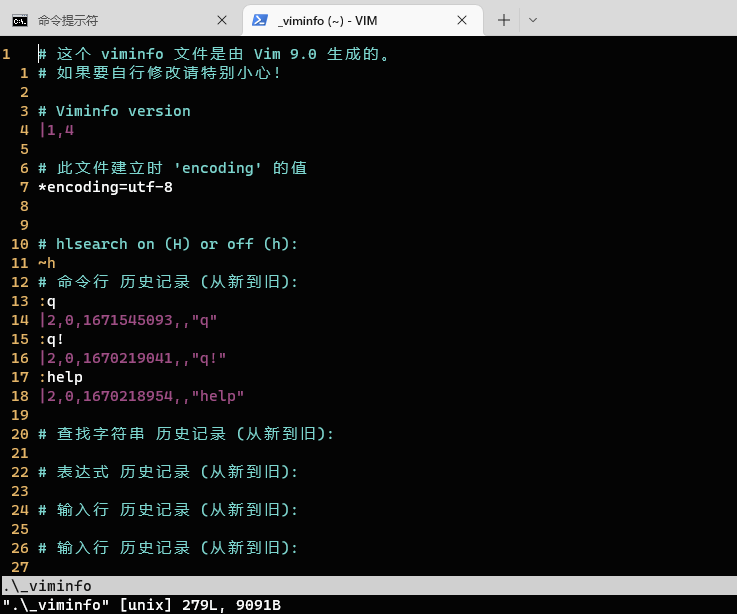 命令提示符
_viminfo (~) - VIM
1 # 这个 viminfo 文件是由 Vim 9.0 生成的。
1 # 如果要自行修改请特别小心！
2
3 # Viminfo version
4 |1,4
5
6 # 此文件建立时 'encoding' 的值
7 *encoding=utf-8
8
9
10 # hlsearch on (H) or off (h):
11 ~h
12 # 命令行 历史记录 (从新到旧):
13 :q
14 |2,0,1671545093,,"q"
15 :q!
16 |2,0,1670219041,,"q!"
17 :help
18 |2,0,1670218954,,"help"
19
20 # 查找字符串 历史记录 (从新到旧):
21
22 # 表达式 历史记录 (从新到旧):
23
24 # 输入行 历史记录 (从新到旧):
25
26 # 输入行 历史记录 (从新到旧):
27
.\_viminfo
".\_viminfo" [unix] 279L, 9091B